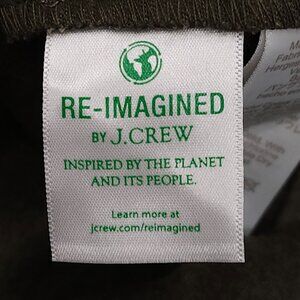 RE-IMAGINED
BY J.CREW
INSPIRED BY THE PLANET
AND ITS PEOPLE.
Learn more at
jcrew.com/reimagined